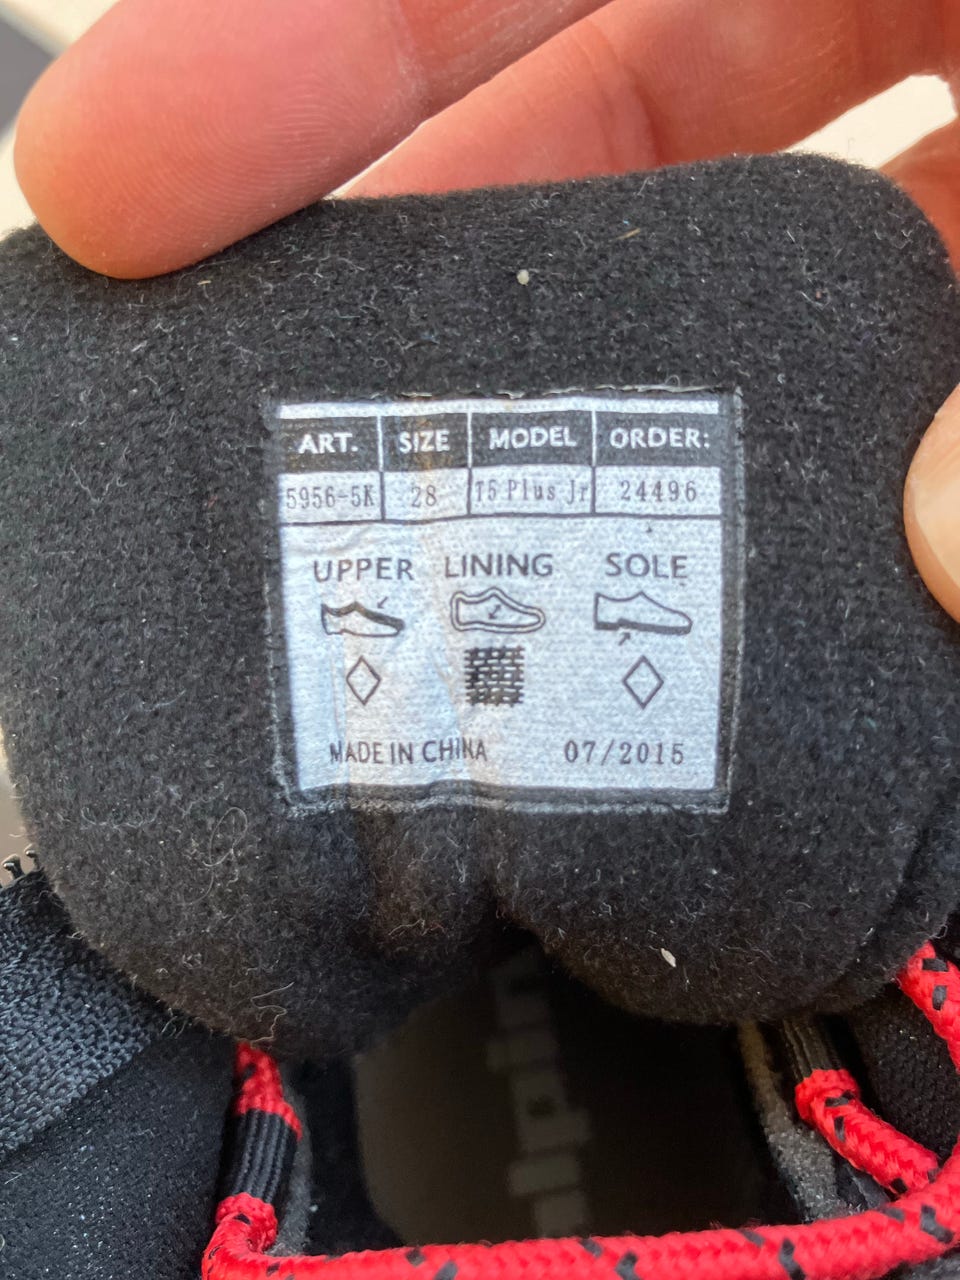 ART. SIZE MODEL ORDER:
5956-5K 28 T5 Plus Jr 24496
UPPER LINING SOLE
MADE IN CHINA 07/2015